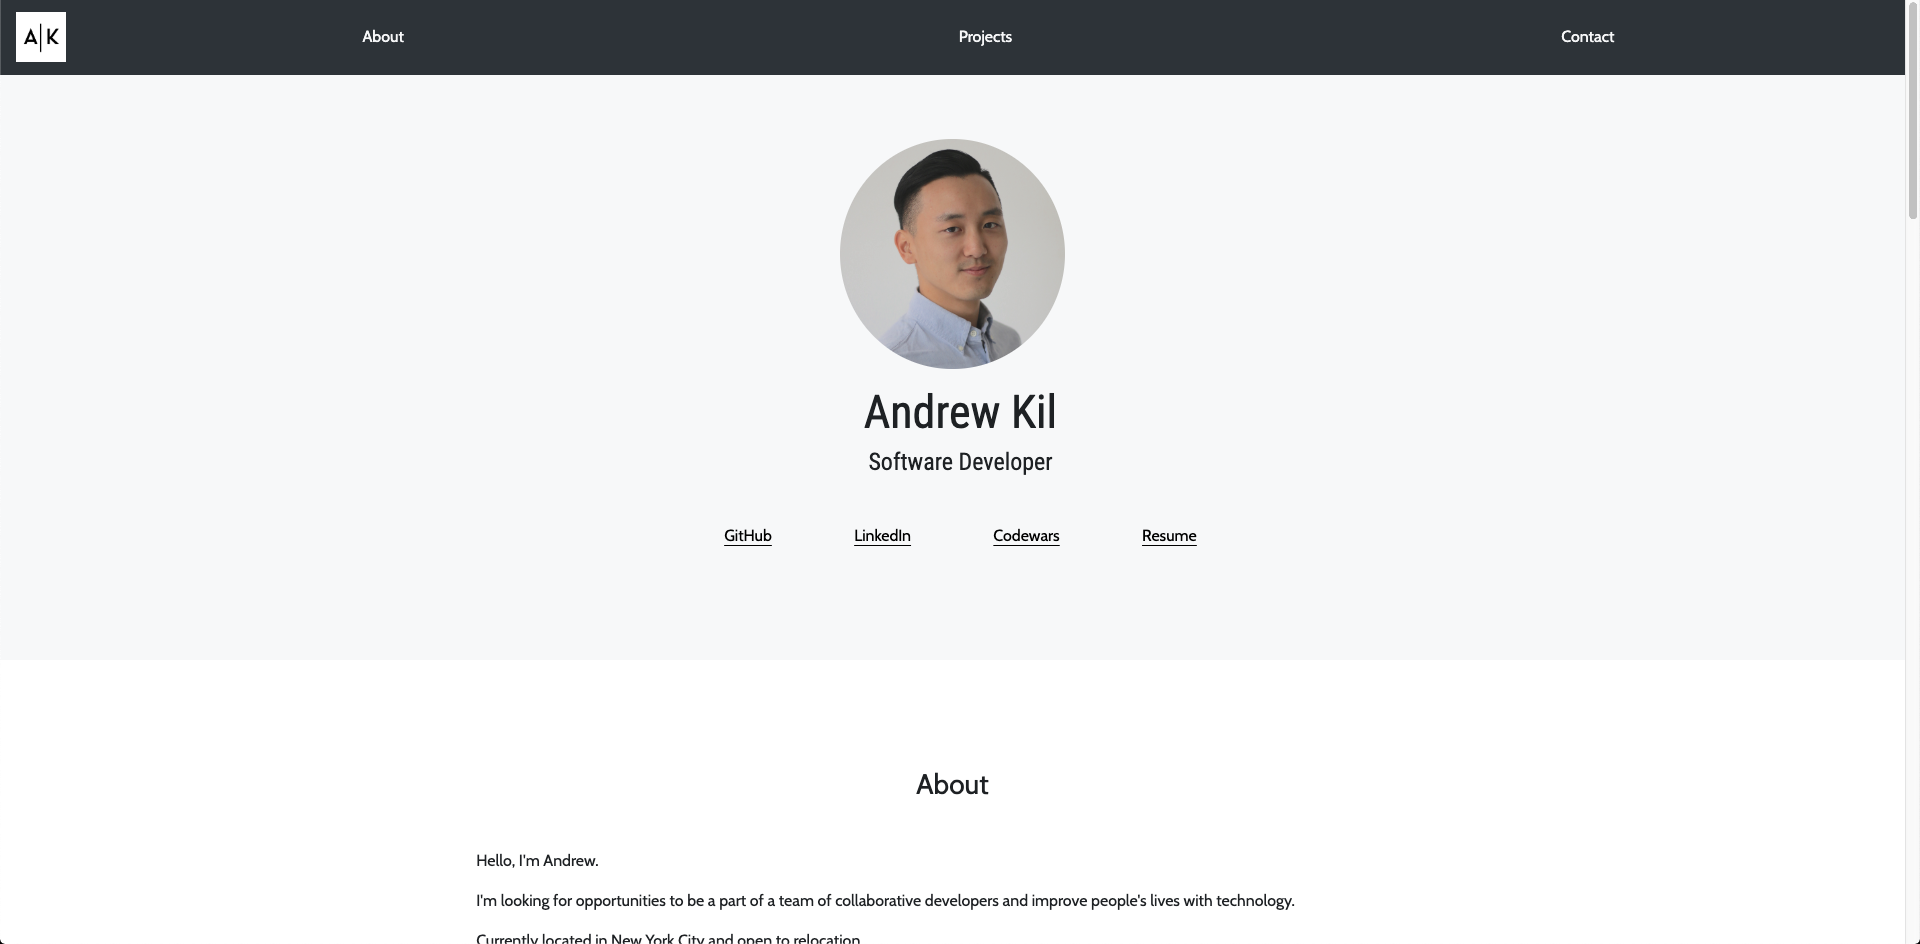 A|K
About
Projects
Contact
Andrew Kil
Software Developer
GitHub
LinkedIn
Codewars
Resume
About
Hello, I'm Andrew.
I'm looking for opportunities to be a part of a team of collaborative developers and improve people's lives with technology.
Currently located in New York City and open to relocation.